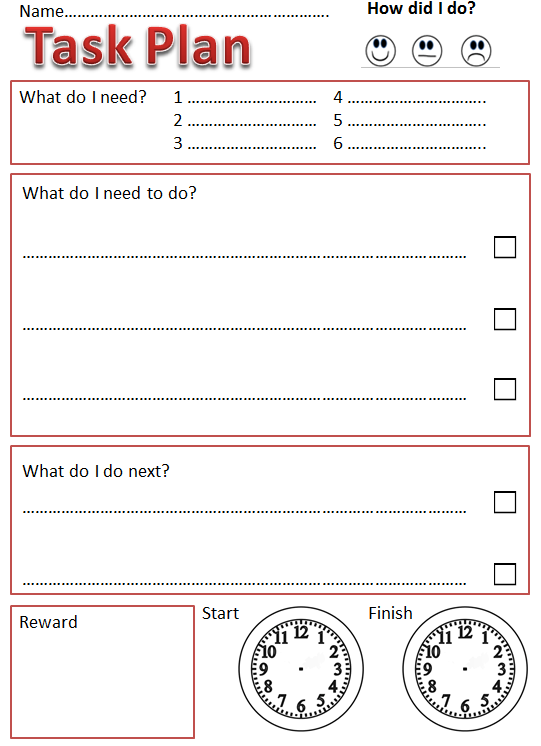 Name……………………………………………………
How did I do?
Task Plan
What do I need? 1 ………………………… 4 …………………………..
2 ………………………… 5 …………………………..
3 ………………………… 6 …………………………..
What do I need to do?
…………………………………………………………………………………………
…………………………………………………………………………………………
…………………………………………………………………………………………
What do I do next?
…………………………………………………………………………………………
…………………………………………………………………………………………
Reward
Start
12 1 2 3 4 5 6 7 8 9 10 11
Finish
12 1 2 3 4 5 6 7 8 9 10 11